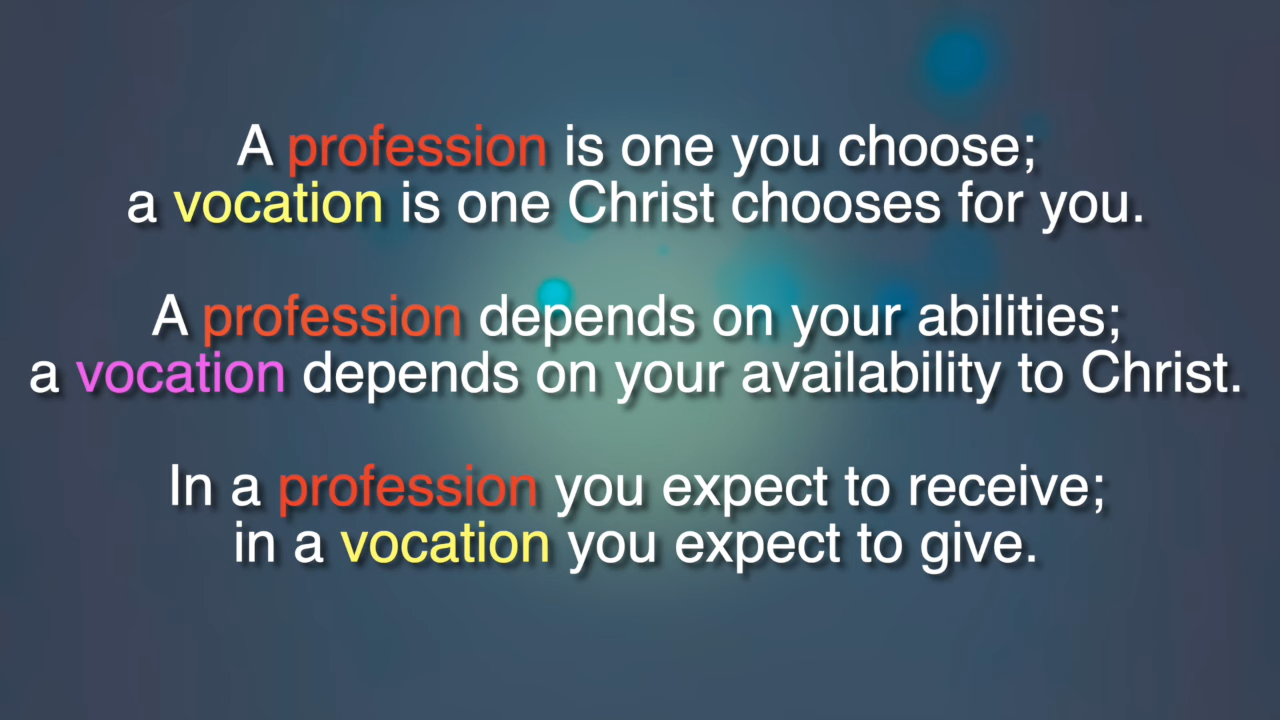 A profession is one you choose;
a vocation is one Christ chooses for you.
A profession depends on your abilities;
a vocation depends on your availability to Christ.
In a profession you expect to receive;
in a vocation you expect to give.